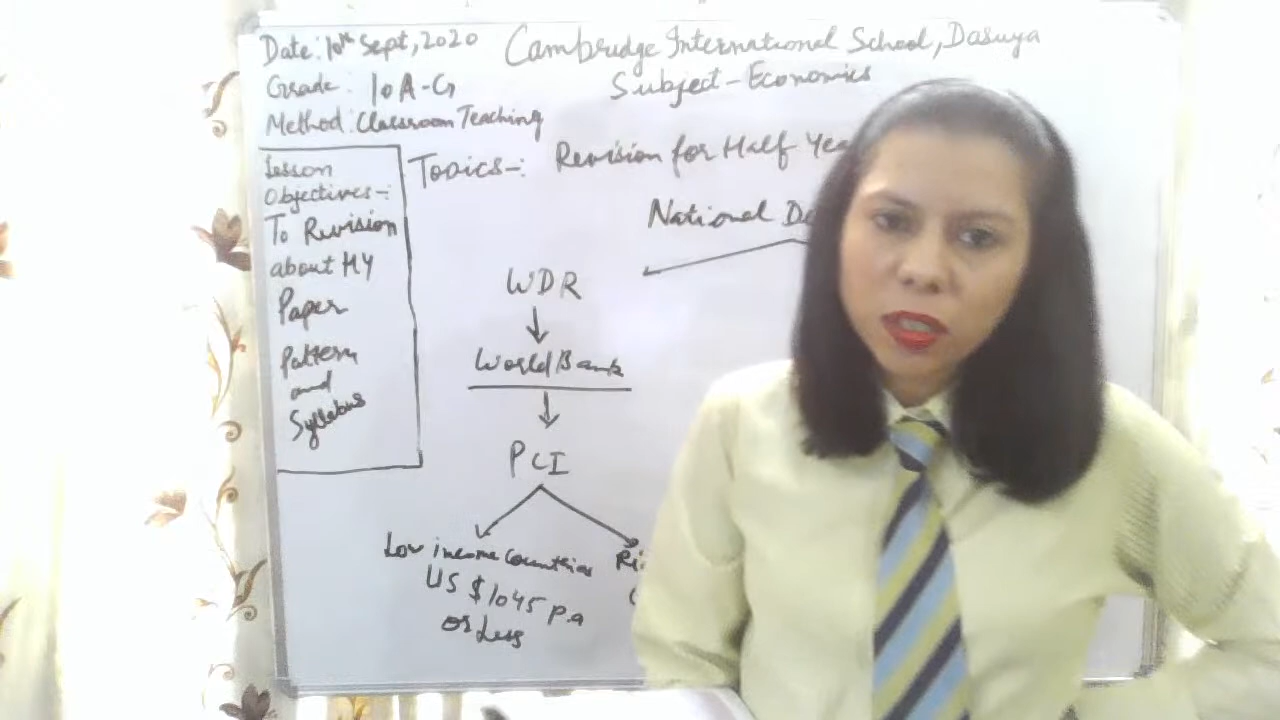 Date: 10th Sept, 2020
Cambridge International School, Dasuya
Grade: 10 A-G
Subject - Economics
Method: Classroom Teaching
Lesson
Objectives-:
To Revision
about HY
Paper
Pattern
and
Syllabus
Topics-: Revision for Half Yea
National D
WDR
World Bank
PCI
Low income Countries
US $1045 p.a
or Less
Ri